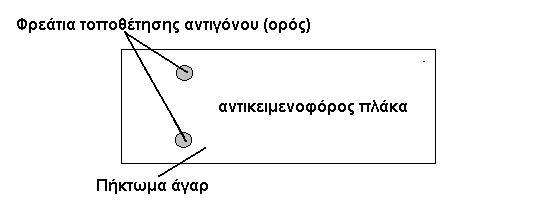 Φρεάτια τοποθέτησης αντιγόνου (ορός)
αντικειμενοφόρος πλάκα
Πήκτωμα άγαρ